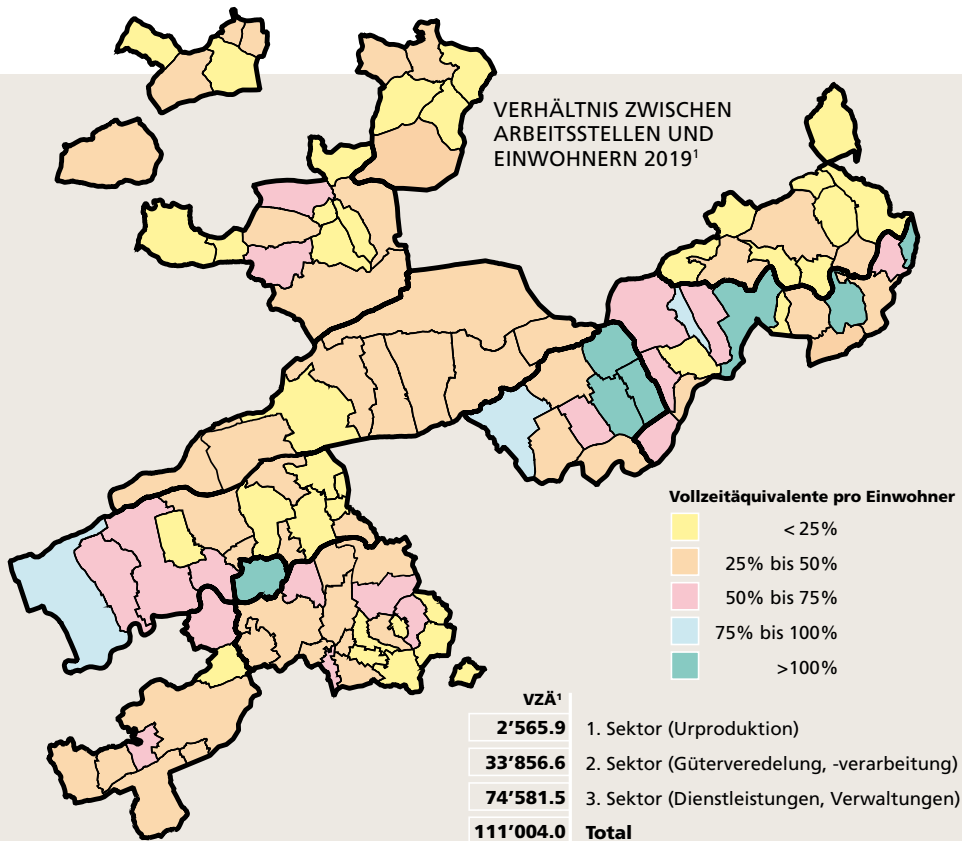 VERHÄLTNIS ZWISCHEN
ARBEITSSTELLEN UND
EINWOHNERN 2019¹
Vollzeitäquivalente pro Einwohner
< 25%
25% bis 50%
50% bis 75%
75% bis 100%
>100%
VZÄ¹
2’565.9 1. Sektor (Urproduktion)
33’856.6 2. Sektor (Güterveredelung, -verarbeitung)
74’581.5 3. Sektor (Dienstleistungen, Verwaltungen)
111’004.0 Total